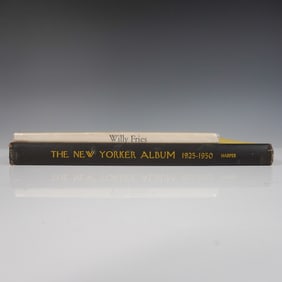 Willy Fries
THE NEW YORKER ALBUM 1925-1950 HARPER